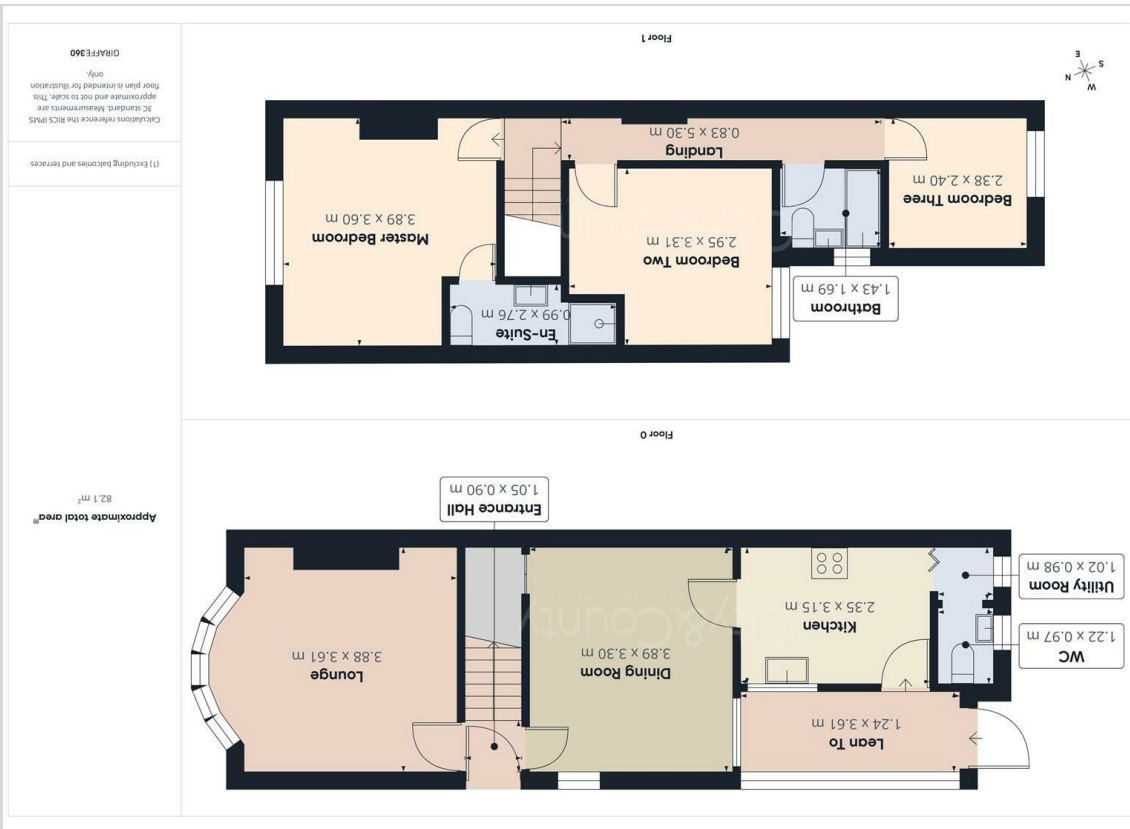 Floor 0
Lounge
3.88 x 3.61 m
Entrance Hall
1.05 x 0.90 m
Dining Room
3.89 x 3.30 m
Kitchen
2.35 x 3.15 m
Lean To
1.24 x 3.61 m
WC
1.22 x 0.97 m
Utility Room
1.02 x 0.98 m
City&County
Floor 1
Master Bedroom
3.89 x 3.60 m
En-Suite
0.99 x 2.76 m
Bedroom Two
2.95 x 3.31 m
Bathroom
1.43 x 1.69 m
Landing
0.83 x 5.30 m
Bedroom Three
2.38 x 2.40 m
N
E
S
W
Approximate total area⁽¹⁾
82.1 m²
(1) Excluding balconies and terraces
Calculations reference the RICS IPMS
3C standard. Measurements are
approximate and not to scale. This
floor plan is intended for illustration
only.
GIRAFFE360